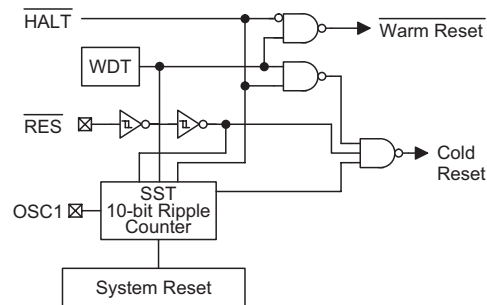 HALT
Warm Reset
WDT
RES
Cold
Reset
SST
10-bit Ripple
Counter
OSC1
System Reset